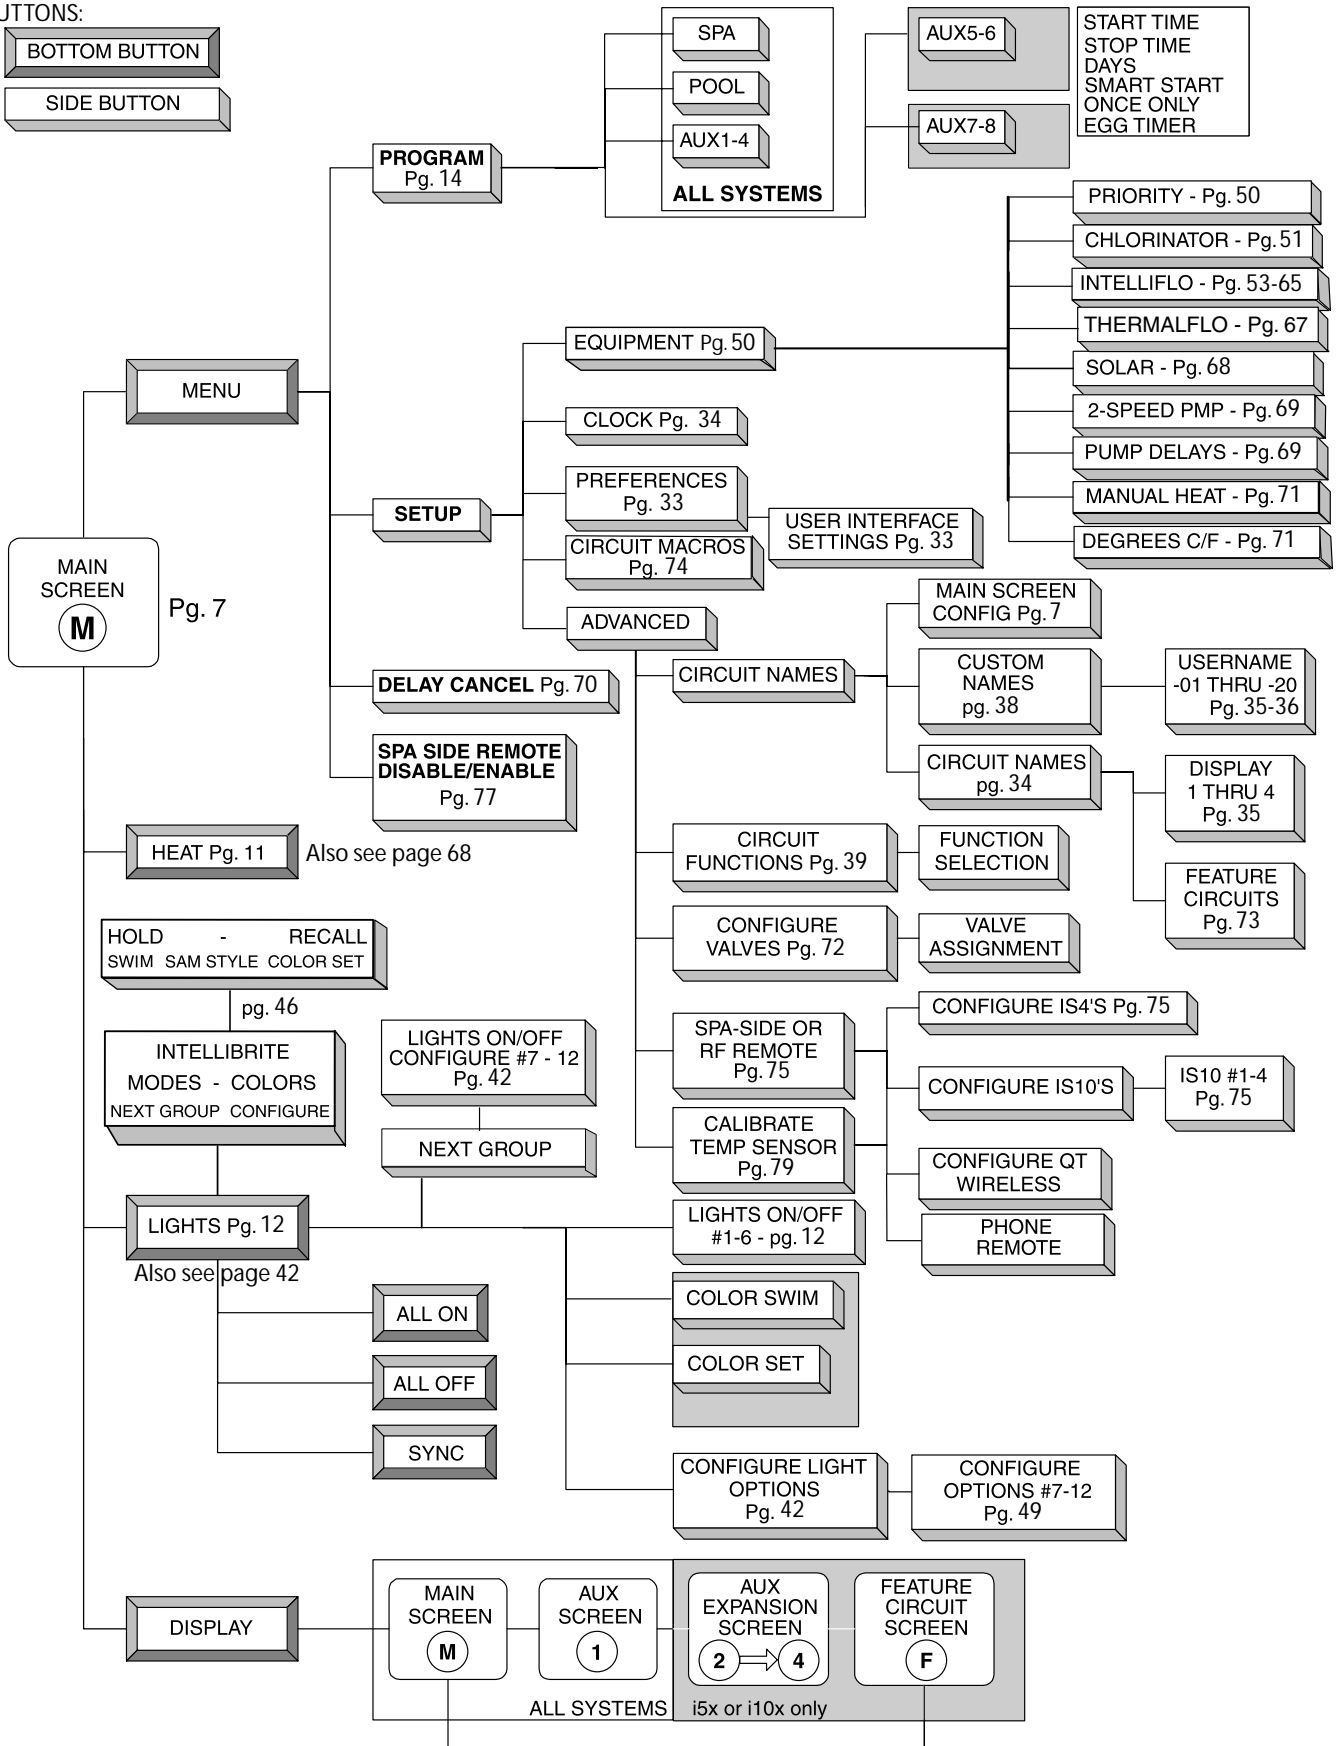 UTTONS:
BOTTOM BUTTON
SIDE BUTTON
SPA
POOL
AUX1-4
ALL SYSTEMS
AUX5-6
AUX7-8
START TIME
STOP TIME
DAYS
SMART START
ONCE ONLY
EGG TIMER
PROGRAM
Pg. 14
PRIORITY - Pg. 50
CHLORINATOR - Pg. 51
INTELLIFLO - Pg. 53-65
THERMALFLO - Pg. 67
SOLAR - Pg. 68
2-SPEED PMP - Pg. 69
PUMP DELAYS - Pg. 69
MANUAL HEAT - Pg. 71
DEGREES C/F - Pg. 71
EQUIPMENT Pg. 50
MENU
CLOCK Pg. 34
PREFERENCES
Pg. 33
USER INTERFACE
SETTINGS Pg. 33
SETUP
CIRCUIT MACROS
Pg. 74
ADVANCED
MAIN
SCREEN
M
Pg. 7
MAIN SCREEN
CONFIG Pg. 7
CIRCUIT NAMES
CUSTOM
NAMES
pg. 38
USERNAME
-01 THRU -20
Pg. 35-36
DELAY CANCEL Pg. 70
SPA SIDE REMOTE
DISABLE/ENABLE
Pg. 77
CIRCUIT NAMES
pg. 34
DISPLAY
1 THRU 4
Pg. 35
FEATURE
CIRCUITS
Pg. 73
HEAT Pg. 11
Also see page 68
CIRCUIT
FUNCTIONS Pg. 39
FUNCTION
SELECTION
CONFIGURE
VALVES Pg. 72
VALVE
ASSIGNMENT
HOLD - RECALL
SWIM SAM STYLE COLOR SET
pg. 46
INTELLIBRITE
MODES - COLORS
NEXT GROUP CONFIGURE
LIGHTS ON/OFF
CONFIGURE #7 - 12
Pg. 42
NEXT GROUP
SPA-SIDE OR
RF REMOTE
Pg. 75
CONFIGURE IS4'S Pg. 75
CONFIGURE IS10'S
IS10 #1-4
Pg. 75
CALIBRATE
TEMP SENSOR
Pg. 79
CONFIGURE QT
WIRELESS
PHONE
REMOTE
LIGHTS Pg. 12
Also see page 42
LIGHTS ON/OFF
#1-6 - pg. 12
COLOR SWIM
COLOR SET
ALL ON
ALL OFF
SYNC
CONFIGURE LIGHT
OPTIONS
Pg. 42
CONFIGURE
OPTIONS #7-12
Pg. 49
DISPLAY
MAIN
SCREEN
M
AUX
SCREEN
1
ALL SYSTEMS
AUX
EXPANSION
SCREEN
2 ⇒ 4
FEATURE
CIRCUIT
SCREEN
F
i5x or i10x only